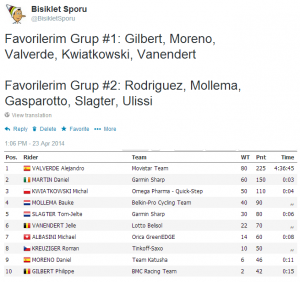 Bisiklet Sporu
@BisikletSporu
Favorilerim Grup #1: Gilbert, Moreno,
Valverde, Kwiatkowski, Vanendert
Favorilerim Grup #2: Rodriguez, Mollema,
Gasparotto, Slagter, Ulissi
View translation
Reply Delete Favorite More
1:06 PM - 23 Apr 2014
Pos. Rider Team WT Pnt Time
1 VALVERDE Alejandro Movistar Team 80 225 4:36:45
2 MARTIN Daniel Garmin Sharp 60 150 0:03
3 KWIATKOWSKI Michal Omega Pharma - Quick-Step 50 110 0:04
4 MOLLEMA Bauke Belkin-Pro Cycling Team 40 90 ,,
5 SLAGTER Tom-Jelte Garmin Sharp 30 80 0:06
6 VANENDERT Jelle Lotto Belisol 22 70 ,,
7 ALBASINI Michael Orica GreenEDGE 14 60 0:08
8 KREUZIGER Roman Tinkoff-Saxo 10 50 ,,
9 MORENO Daniel Team Katusha 6 46 0:11
10 GILBERT Philippe BMC Racing Team 2 42 0:15